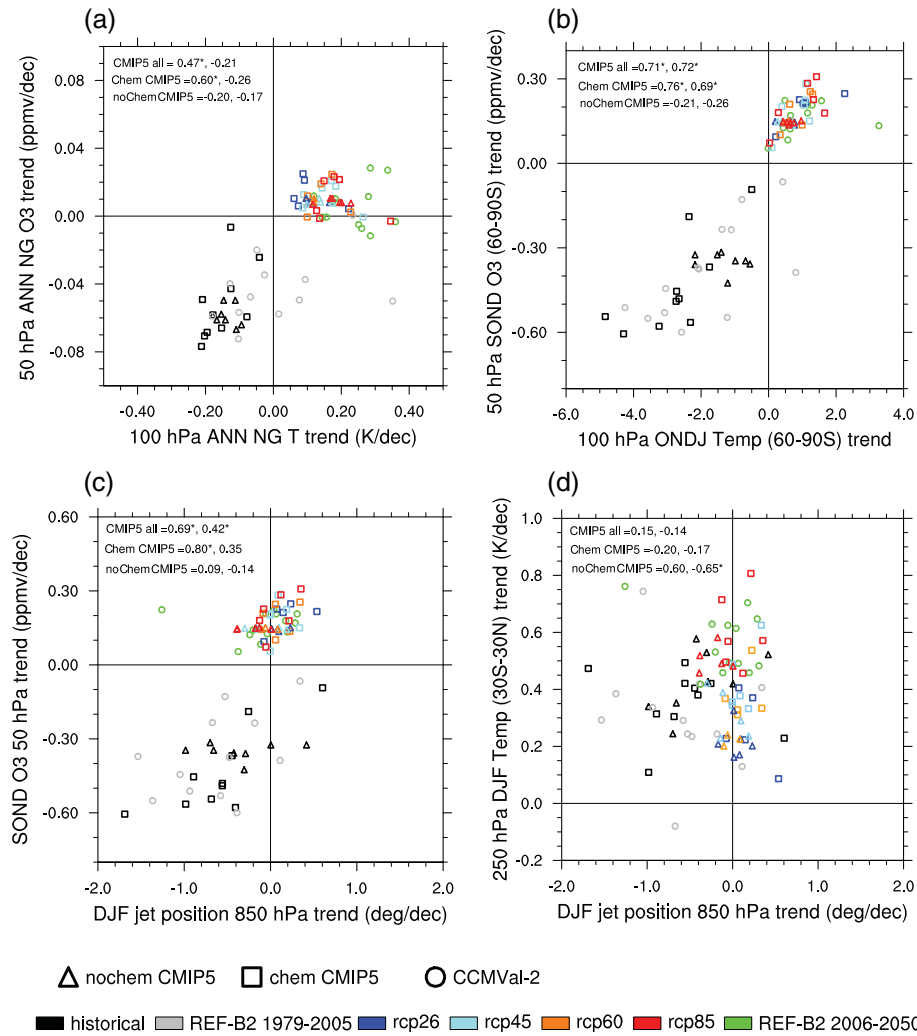 (a)
CMIP5 all = 0.47*, -0.21
Chem CMIP5 = 0.60*, -0.26
noChem CMIP5 = -0.20, -0.17
50 hPa ANN NG O3 trend (ppmv/dec)
0.08
0.04
0.00
-0.04
-0.08
-0.40 -0.20 0.00 0.20 0.40
100 hPa ANN NG T trend (K/dec)
(b)
CMIP5 all = 0.71*, 0.72*
Chem CMIP5 = 0.76*, 0.69*
noChem CMIP5 = -0.21, -0.26
50 hPa SOND O3 (60-90S) trend (ppmv/dec)
0.30
0.00
-0.30
-0.60
-6.0 -4.0 -2.0 0.0 2.0 4.0
100 hPa ONDJ Temp (60-90S) trend
(c)
CMIP5 all = 0.69*, 0.42*
Chem CMIP5 = 0.80*, 0.35
noChem CMIP5 = 0.09, -0.14
SOND O3 50 hPa trend (ppmv/dec)
0.60
0.30
0.00
-0.30
-0.60
-2.0 -1.0 0.0 1.0 2.0
DJF jet position 850 hPa trend (deg/dec)
(d)
CMIP5 all = 0.15, -0.14
Chem CMIP5 = -0.20, -0.17
noChem CMIP5 = 0.60, -0.65*
250 hPa DJF Temp (30S-30N) trend (K/dec)
1.0
0.8
0.6
0.4
0.2
0.0
-0.2
-2.0 -1.0 0.0 1.0 2.0
DJF jet position 850 hPa trend (deg/dec)
nochem CMIP5 chem CMIP5 CCMVal-2
historical REF-B2 1979-2005 rcp26 rcp45 rcp60 rcp85 REF-B2 2006-205